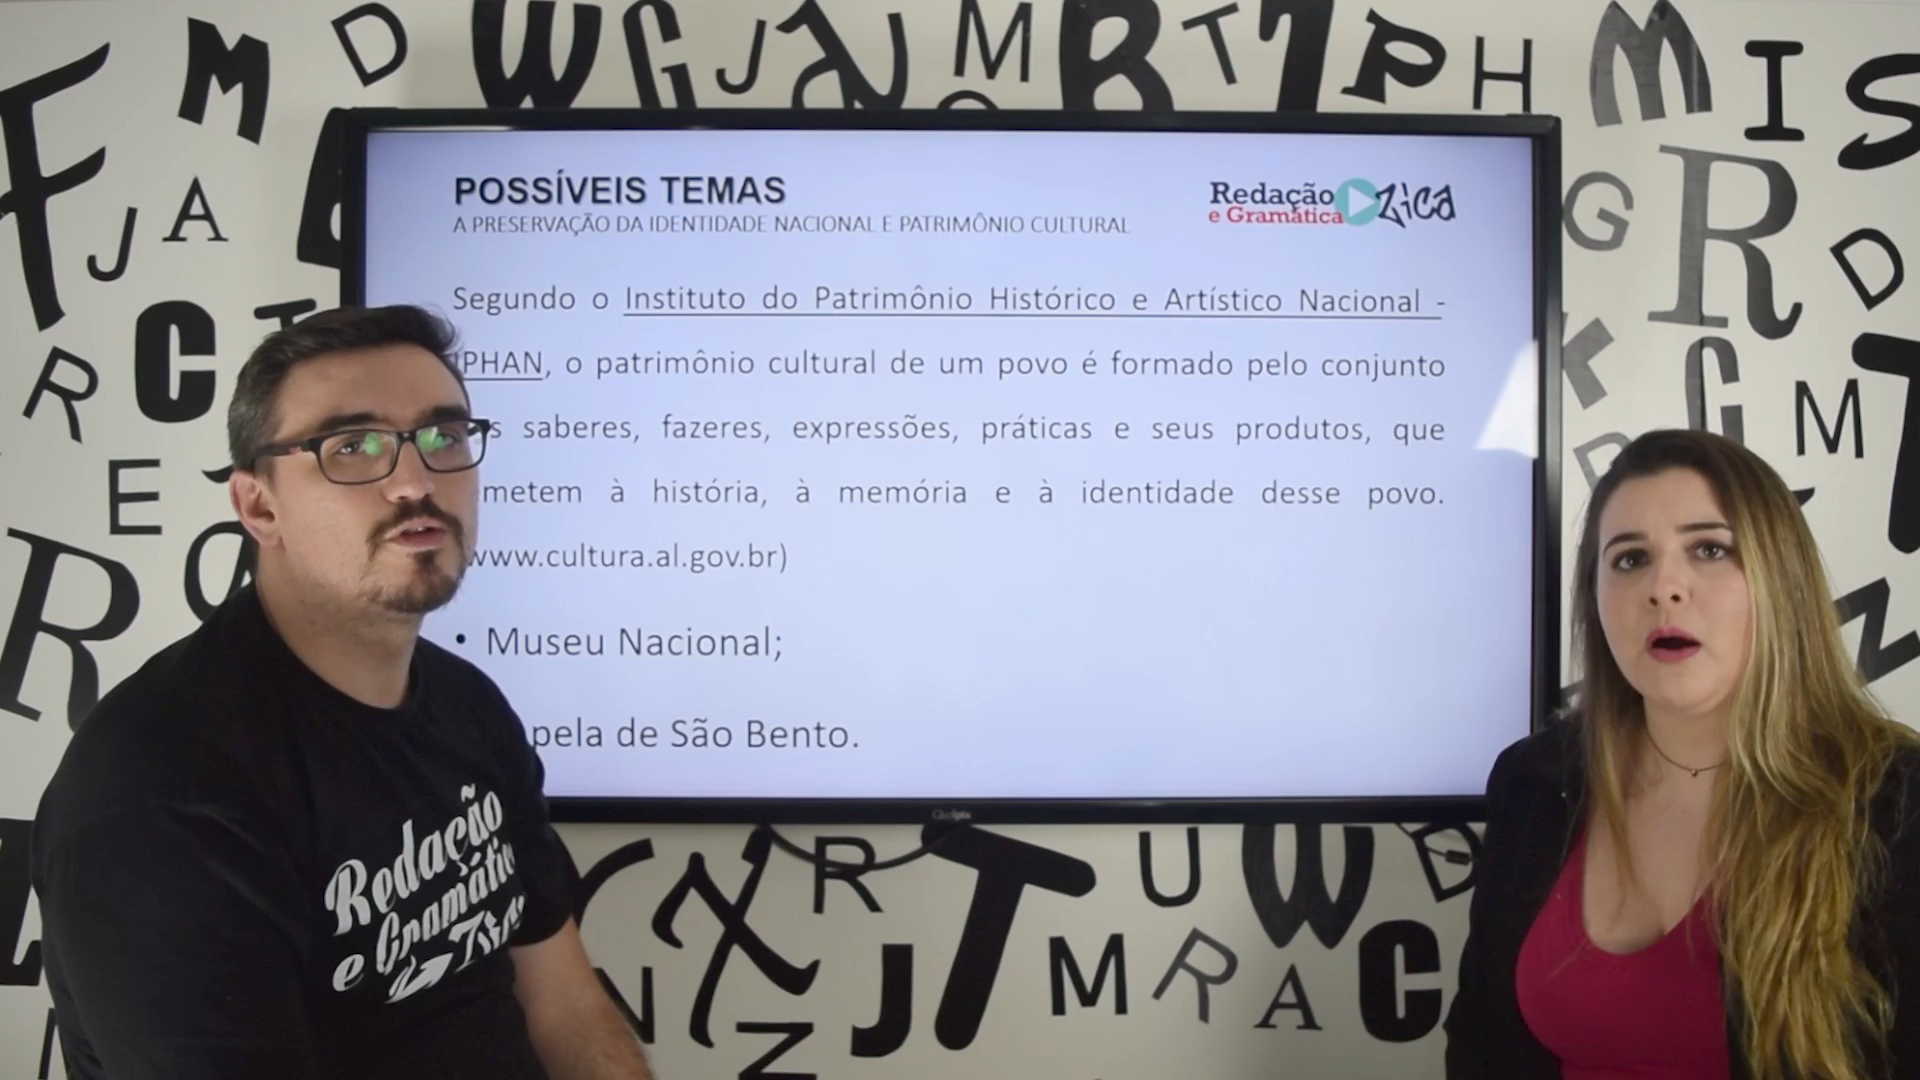 POSSÍVEIS TEMAS
A PRESERVAÇÃO DA IDENTIDADE NACIONAL E PATRIMÔNIO CULTURAL
Redação
e Gramática
Zica
Segundo o Instituto do Patrimônio Histórico e Artístico Nacional -
IPHAN, o patrimônio cultural de um povo é formado pelo conjunto
saberes, fazeres, expressões, práticas e seus produtos, que
metem à história, à memória e à identidade desse povo.
www.cultura.al.gov.br)
• Museu Nacional;
pela de São Bento.
Redação
e Gramática